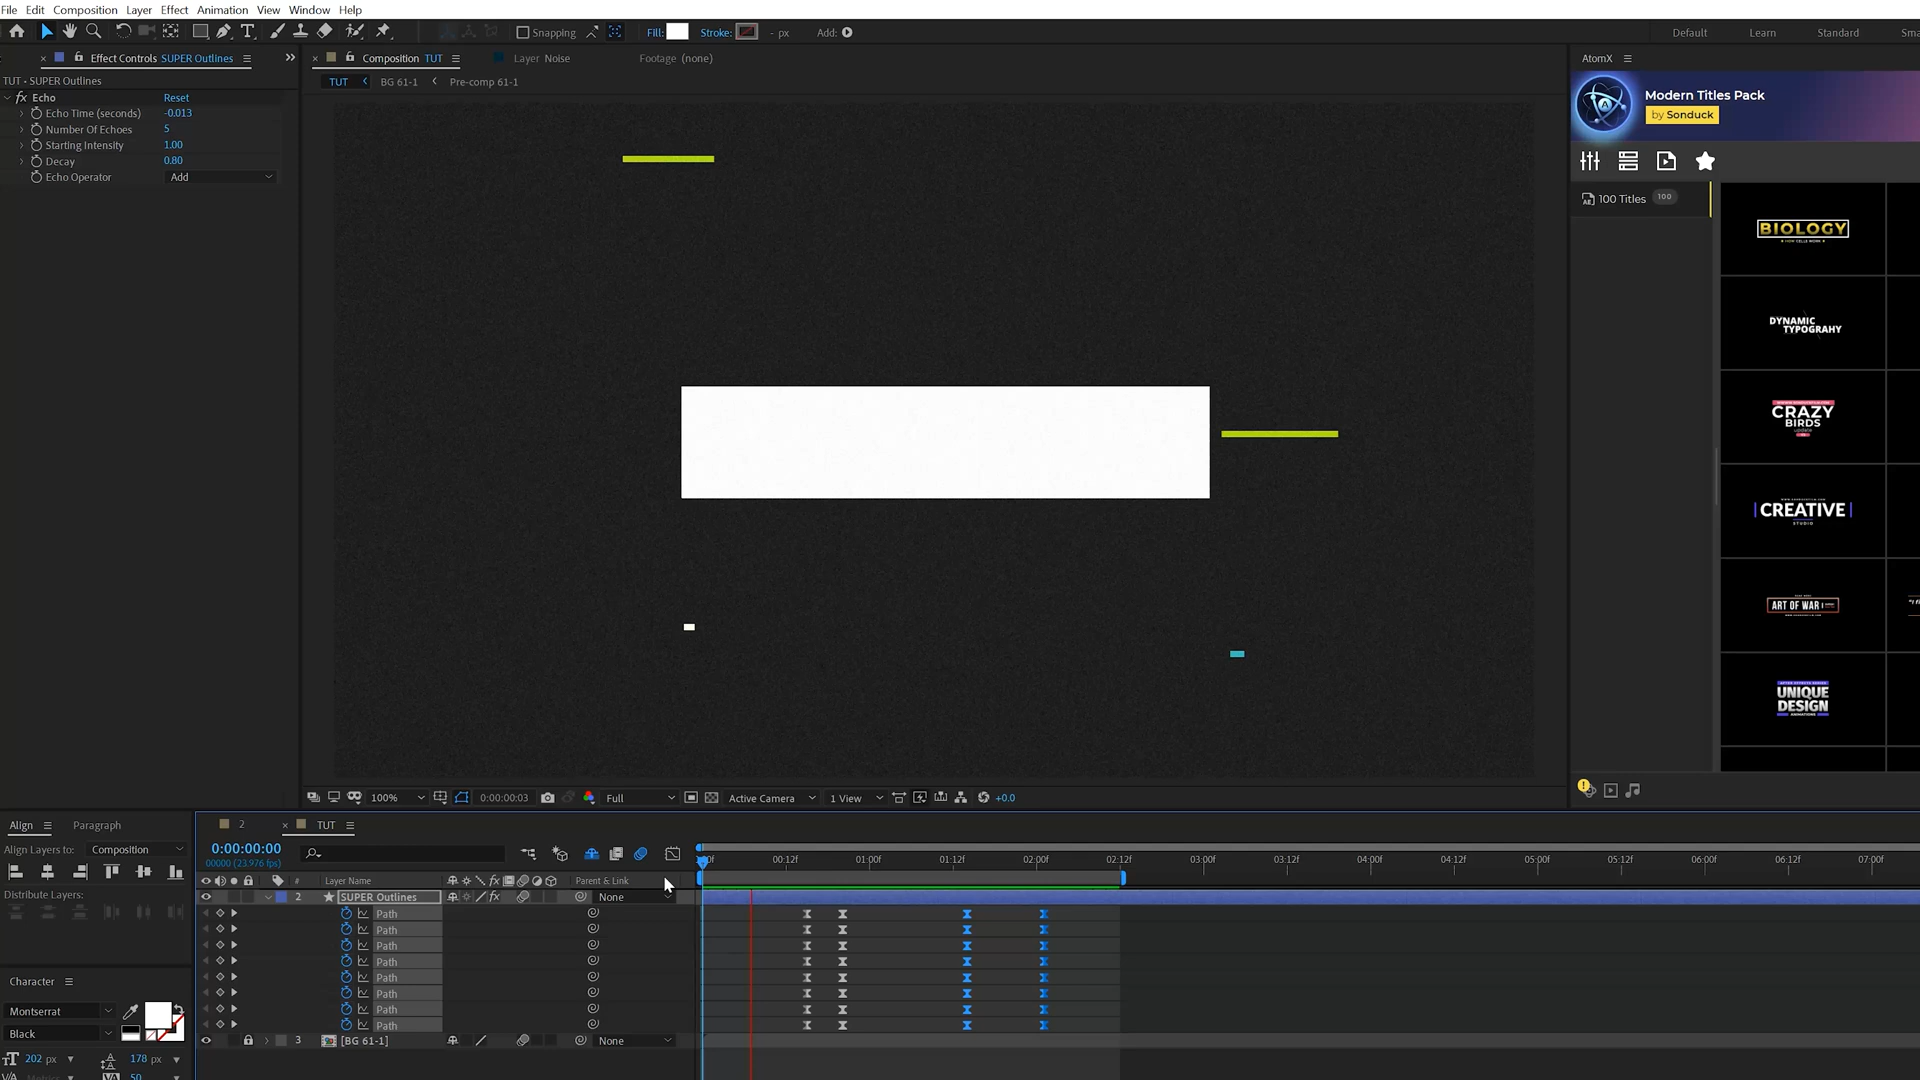 File Edit Composition Layer Effect Animation View Window Help
Snapping Fill: Stroke: - px Add: Default Learn Standard Sma
Effect Controls SUPER Outlines
Composition TUT Layer Noise Footage (none)
AtomX
TUT • SUPER Outlines
TUT BG 61-1 Pre-comp 61-1
fx Echo Reset
Echo Time (seconds) -0.013
Number Of Echoes 5
Starting Intensity 1.00
Decay 0.80
Echo Operator Add
Modern Titles Pack
by Sonduck
100 Titles 100
BIOLOGY
DYNAMIC
TYPOGRAHY
CRAZY
BIRDS
update
CREATIVE
STUDIO
ART OF WAR
UNIQUE
DESIGN
100% 0:00:00:03 Full Active Camera 1 View +0.0
Align Paragraph
Align Layers to: Composition
Distribute Layers:
Character
Montserrat
Black
202 px 178 px
Metrics 50
2 TUT
0:00:00:00
00000 (23.976 fps)
:00f 00:12f 01:00f 01:12f 02:00f 02:12f 03:00f 03:12f 04:00f 04:12f 05:00f 05:12f 06:00f 06:12f 07:00f
# Layer Name fx Parent & Link
2 SUPER Outlines fx None
Path
Path
Path
Path
Path
Path
Path
Path
3 [BG 61-1] None